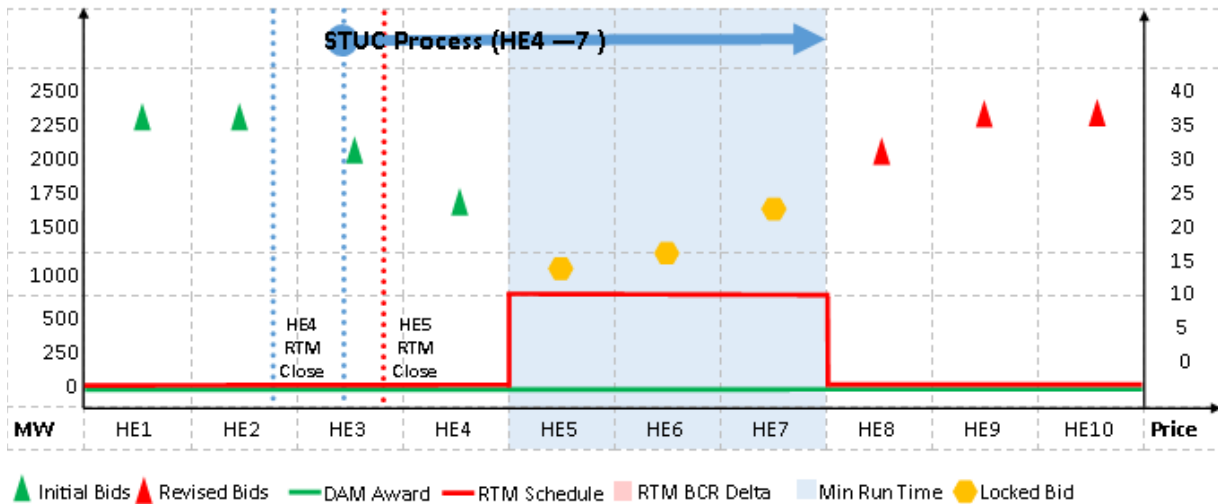 STUC Process (HE4 —7 )
2500 40
2250 35
2000 30
1750 25
1500 20
1000 15
10
500 5
250 0
0
HE4
RTM
Close
HE5
RTM
Close
MW HE1 HE2 HE3 HE4 HE5 HE6 HE7 HE8 HE9 HE10 Price
Initial Bids Revised Bids DAM Award RTM Schedule RTM BCR Delta Min Run Time Locked Bid